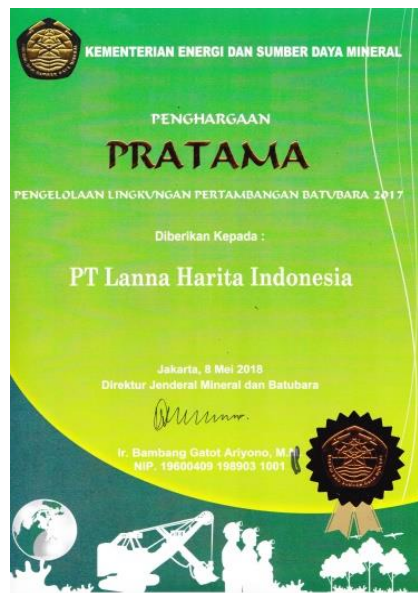 KEMENTERIAN ENERGI DAN SUMBER DAYA MINERAL
PENGHARGAAN
PRATAMA
PENGELOLAAN LINGKUNGAN PERTAMBANGAN BATUBARA 2017
Diberikan Kepada :
PT Lanna Harita Indonesia
Jakarta, 8 Mei 2018
Direktur Jenderal Mineral dan Batubara
Ir. Bambang Gatot Ariyono, M.M.
NIP. 19600409 198903 1001